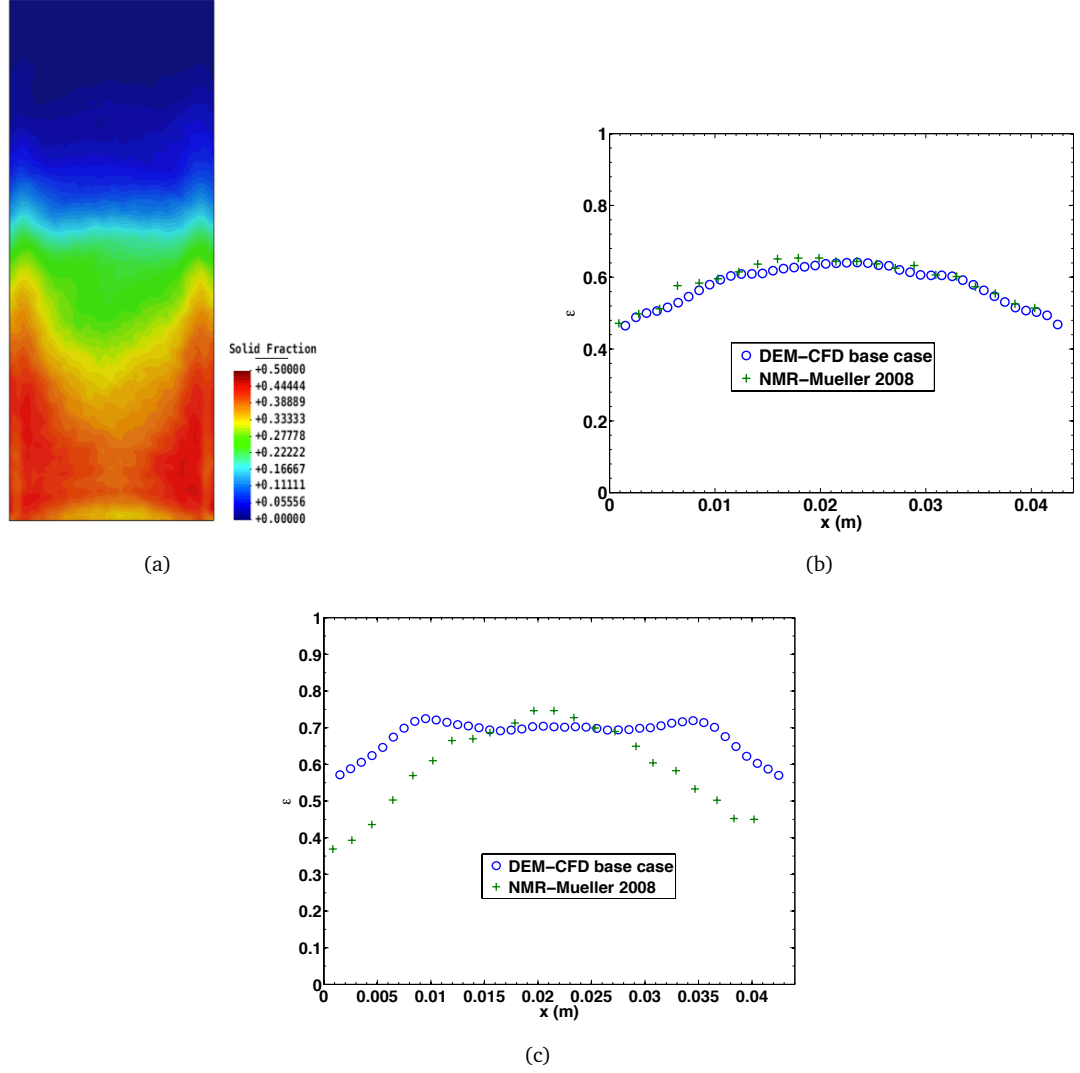 Solid Fraction
+0.50000
+0.44444
+0.38889
+0.33333
+0.27778
+0.22222
+0.16667
+0.11111
+0.05556
+0.00000
(a)
1
0.8
0.6
0.4
0.2
0
ε
DEM−CFD base case
NMR−Mueller 2008
0 0.01 0.02 0.03 0.04
x (m)
(b)
1
0.9
0.8
0.7
0.6
0.5
0.4
0.3
0.2
0.1
0
ε
DEM−CFD base case
NMR−Mueller 2008
0 0.005 0.01 0.015 0.02 0.025 0.03 0.035 0.04
x (m)
(c)